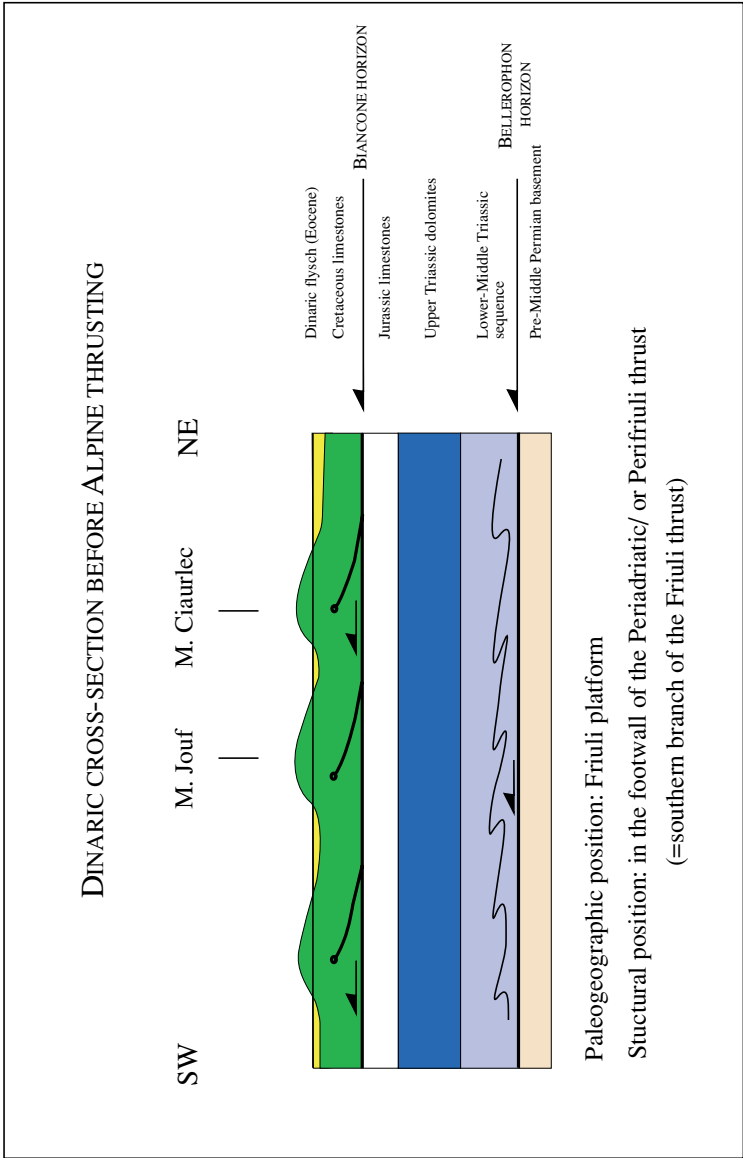 DINARIC CROSS-SECTION BEFORE ALPINE THRUSTING
SW
M. Jouf
M. Ciaurlec
NE
Dinaric flysch (Eocene)
Cretaceous limestones
BIANCONE HORIZON
Jurassic limestones
Upper Triassic dolomites
Lower-Middle Triassic
sequence
BELLEROPHON
HORIZON
Pre-Middle Permian basement
Paleogeographic position: Friuli platform
Stuctural position: in the footwall of the Periadriatic/ or Perifriuli thrust
(=southern branch of the Friuli thrust)